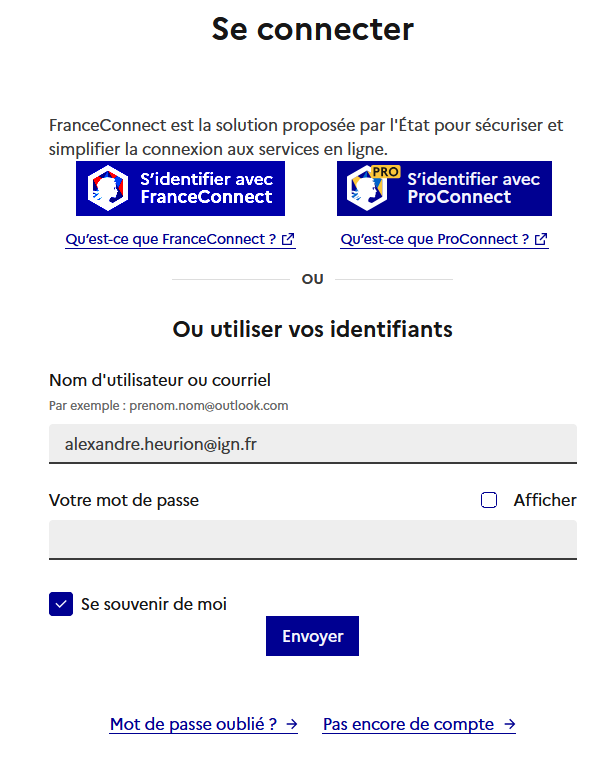 Se connecter
FranceConnect est la solution proposée par l'État pour sécuriser et
simplifier la connexion aux services en ligne.
S'identifier avec
FranceConnect
PRO
S'identifier avec
ProConnect
Qu'est-ce que FranceConnect ?
Qu'est-ce que ProConnect ?
OU
Ou utiliser vos identifiants
Nom d'utilisateur ou courriel
Par exemple : prenom.nom@outlook.com
alexandre.heurion@ign.fr
Votre mot de passe
Afficher
Se souvenir de moi
Envoyer
Mot de passe oublié ?
Pas encore de compte